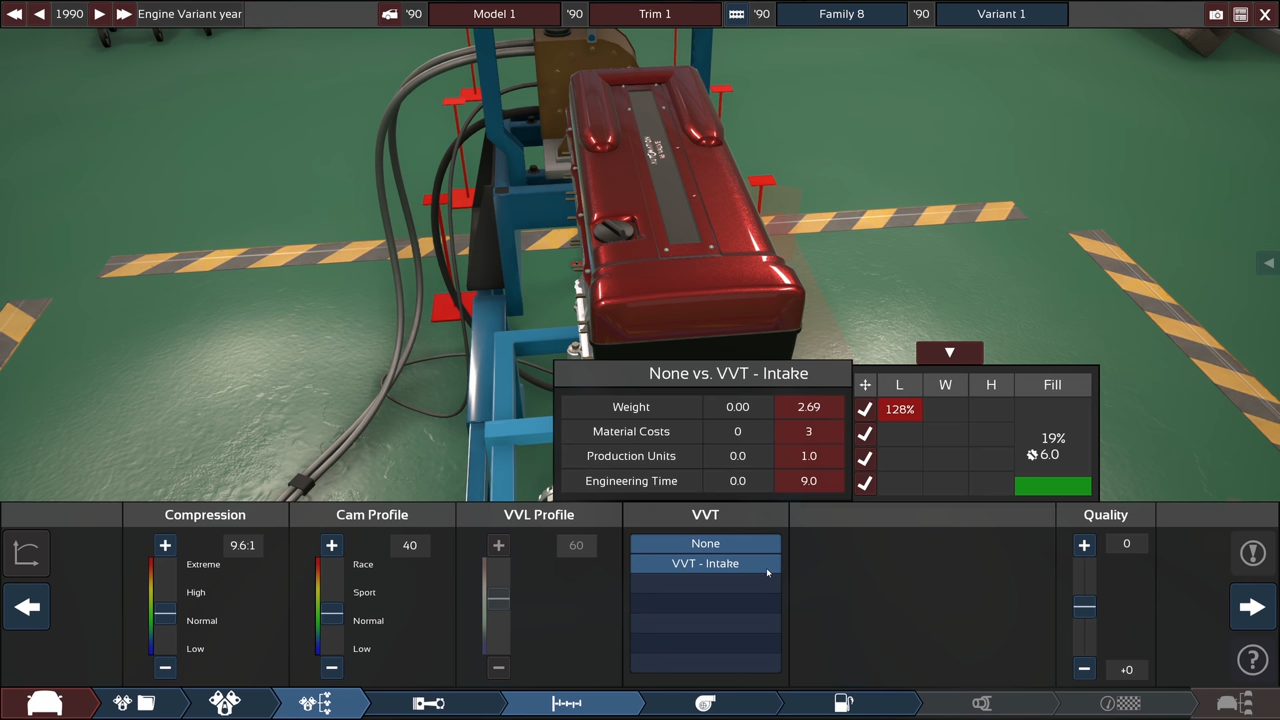 1990 Engine Variant year '90 Model 1 '90 Trim 1 '90 Family 8 '90 Variant 1
None vs. VVT - Intake
Weight 0.00 2.69
Material Costs 0 3
Production Units 0.0 1.0
Engineering Time 0.0 9.0
L W H Fill
128%
19%
6.0
Compression
9.6:1
Extreme
High
Normal
Low
Cam Profile
40
Race
Sport
Normal
Low
VVL Profile
60
VVT
None
VVT - Intake
Quality
0
+0